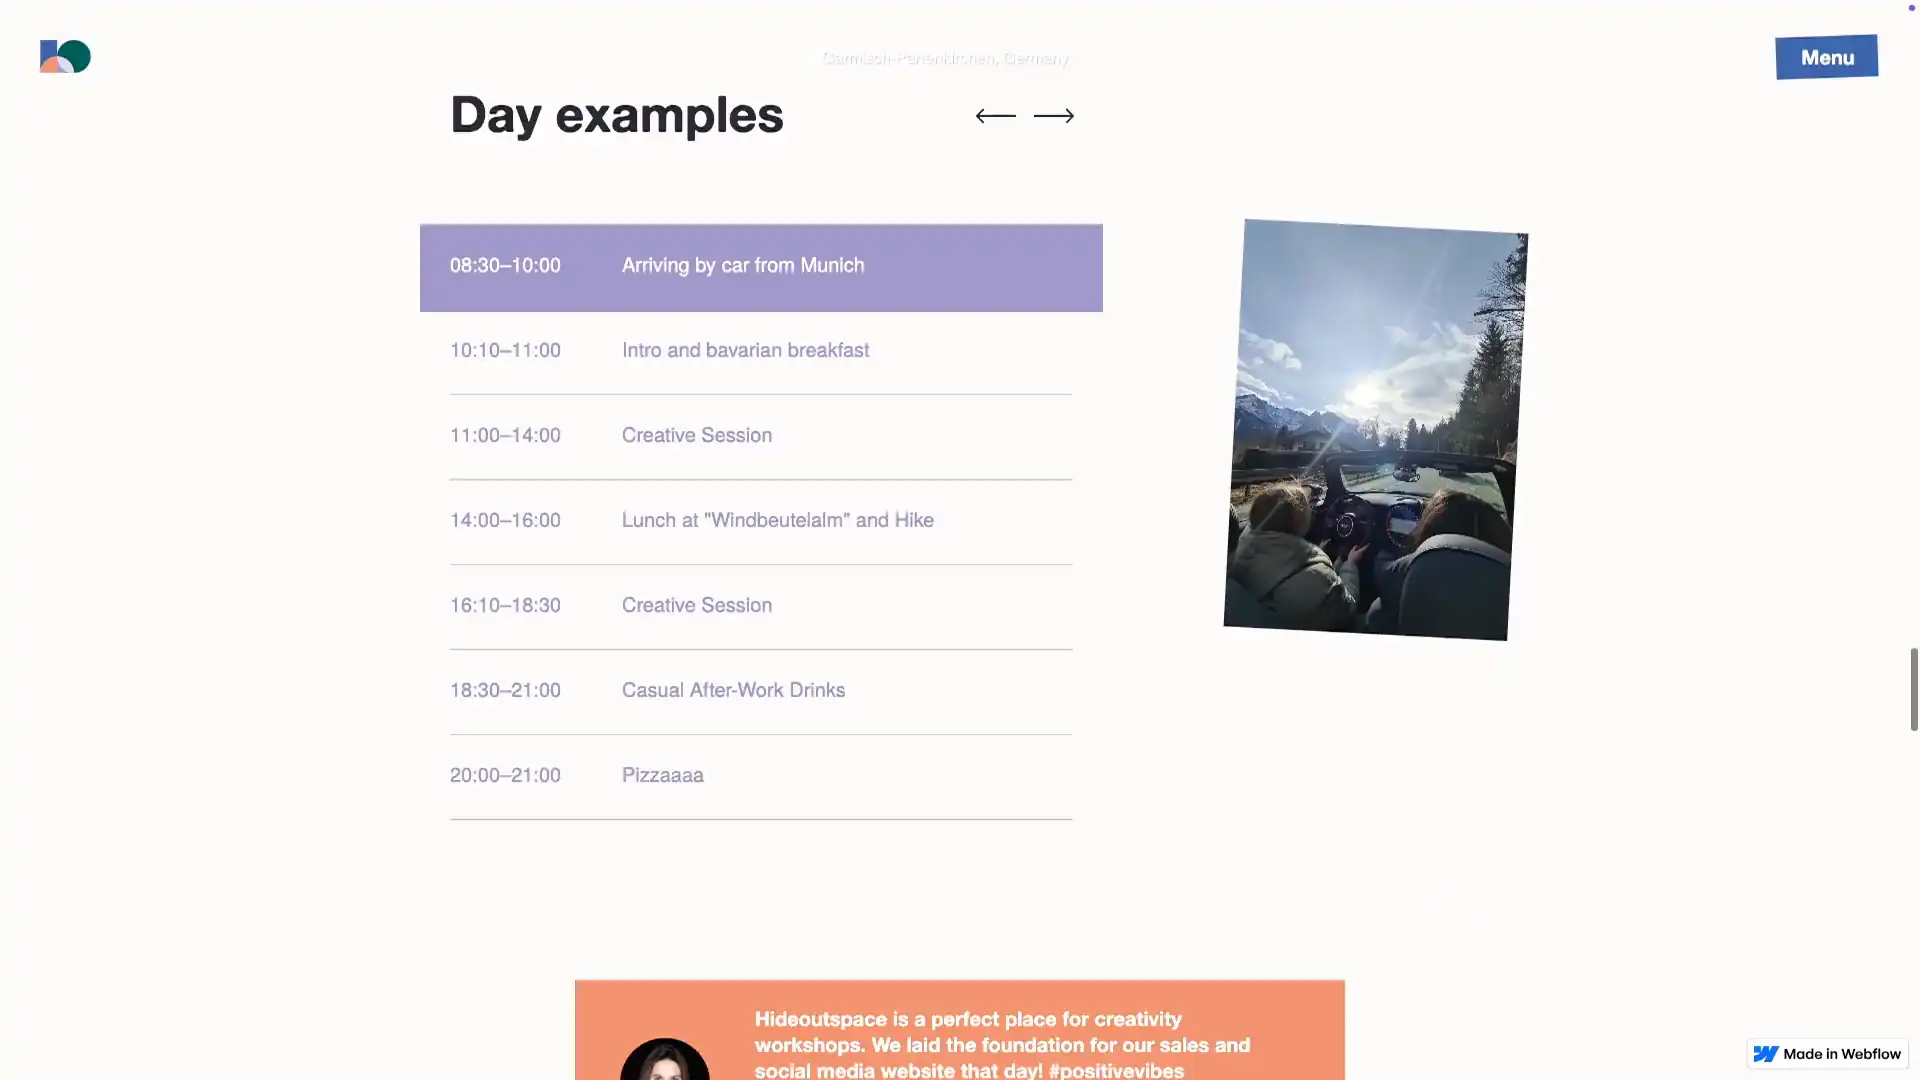 Garmisch-Partenkirchen, Germany
Menu
Day examples
08:30–10:00 Arriving by car from Munich
10:10–11:00 Intro and bavarian breakfast
11:00–14:00 Creative Session
14:00–16:00 Lunch at "Windbeutelalm" and Hike
16:10–18:30 Creative Session
18:30–21:00 Casual After-Work Drinks
20:00–21:00 Pizzaaaa
Hideoutspace is a perfect place for creativity
workshops. We laid the foundation for our sales and
social media website that day! #positivevibes
Made in Webflow